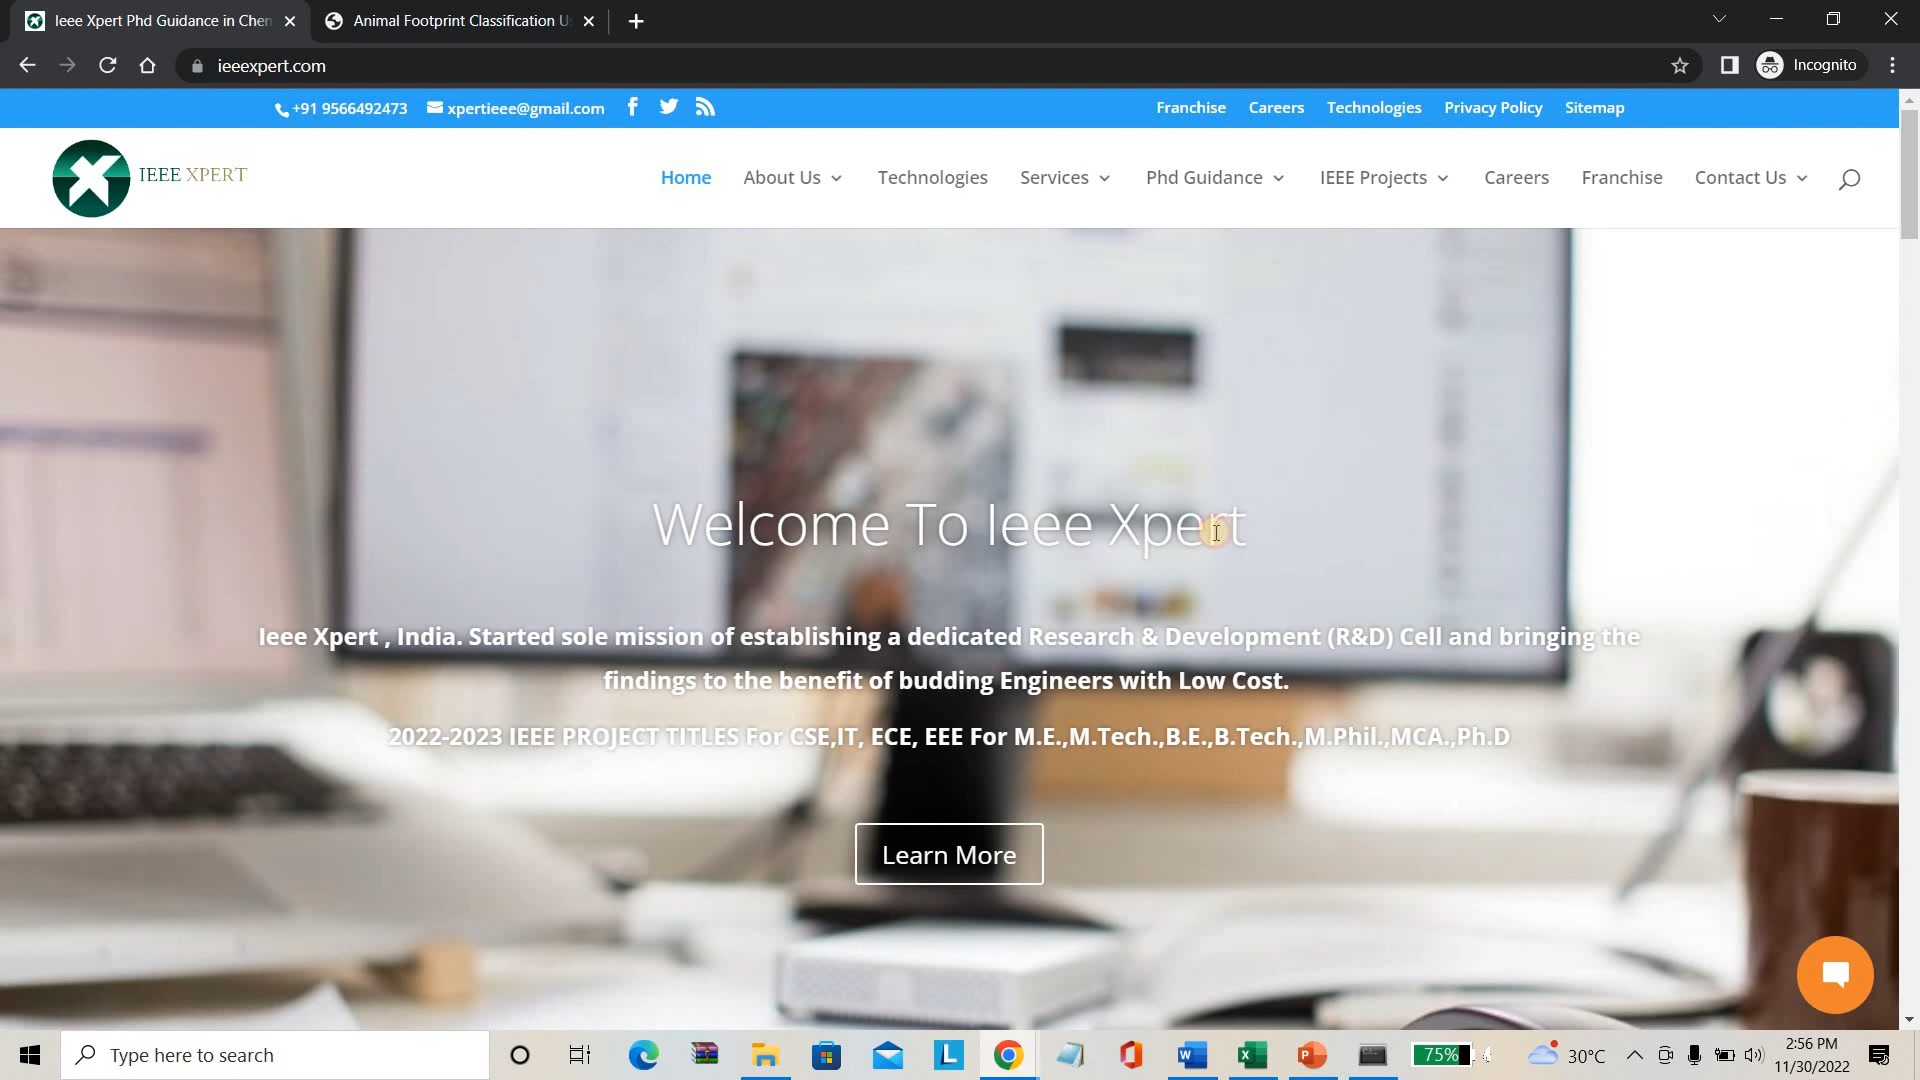 Ieee Xpert Phd Guidance in Chen
Animal Footprint Classification U
ieeexpert.com
Incognito
+91 9566492473
xpertieee@gmail.com
Franchise
Careers
Technologies
Privacy Policy
Sitemap
IEEE XPERT
Home
About Us
Technologies
Services
Phd Guidance
IEEE Projects
Careers
Franchise
Contact Us
Welcome To Ieee Xpert
Ieee Xpert , India. Started sole mission of establishing a dedicated Research & Development (R&D) Cell and bringing the
findings to the benefit of budding Engineers with Low Cost.
2022-2023 IEEE PROJECT TITLES For CSE,IT, ECE, EEE For M.E.,M.Tech.,B.E.,B.Tech.,M.Phil.,MCA.,Ph.D
Learn More
Type here to search
75%
30°C
2:56 PM
11/30/2022